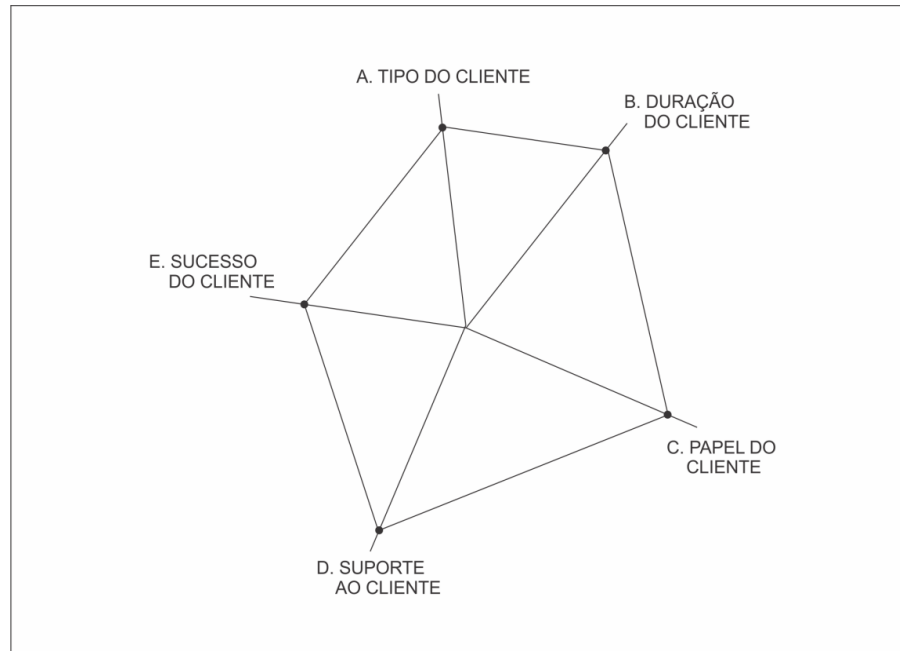 A. TIPO DO CLIENTE
B. DURAÇÃO
DO CLIENTE
E. SUCESSO
DO CLIENTE
C. PAPEL DO
CLIENTE
D. SUPORTE
AO CLIENTE